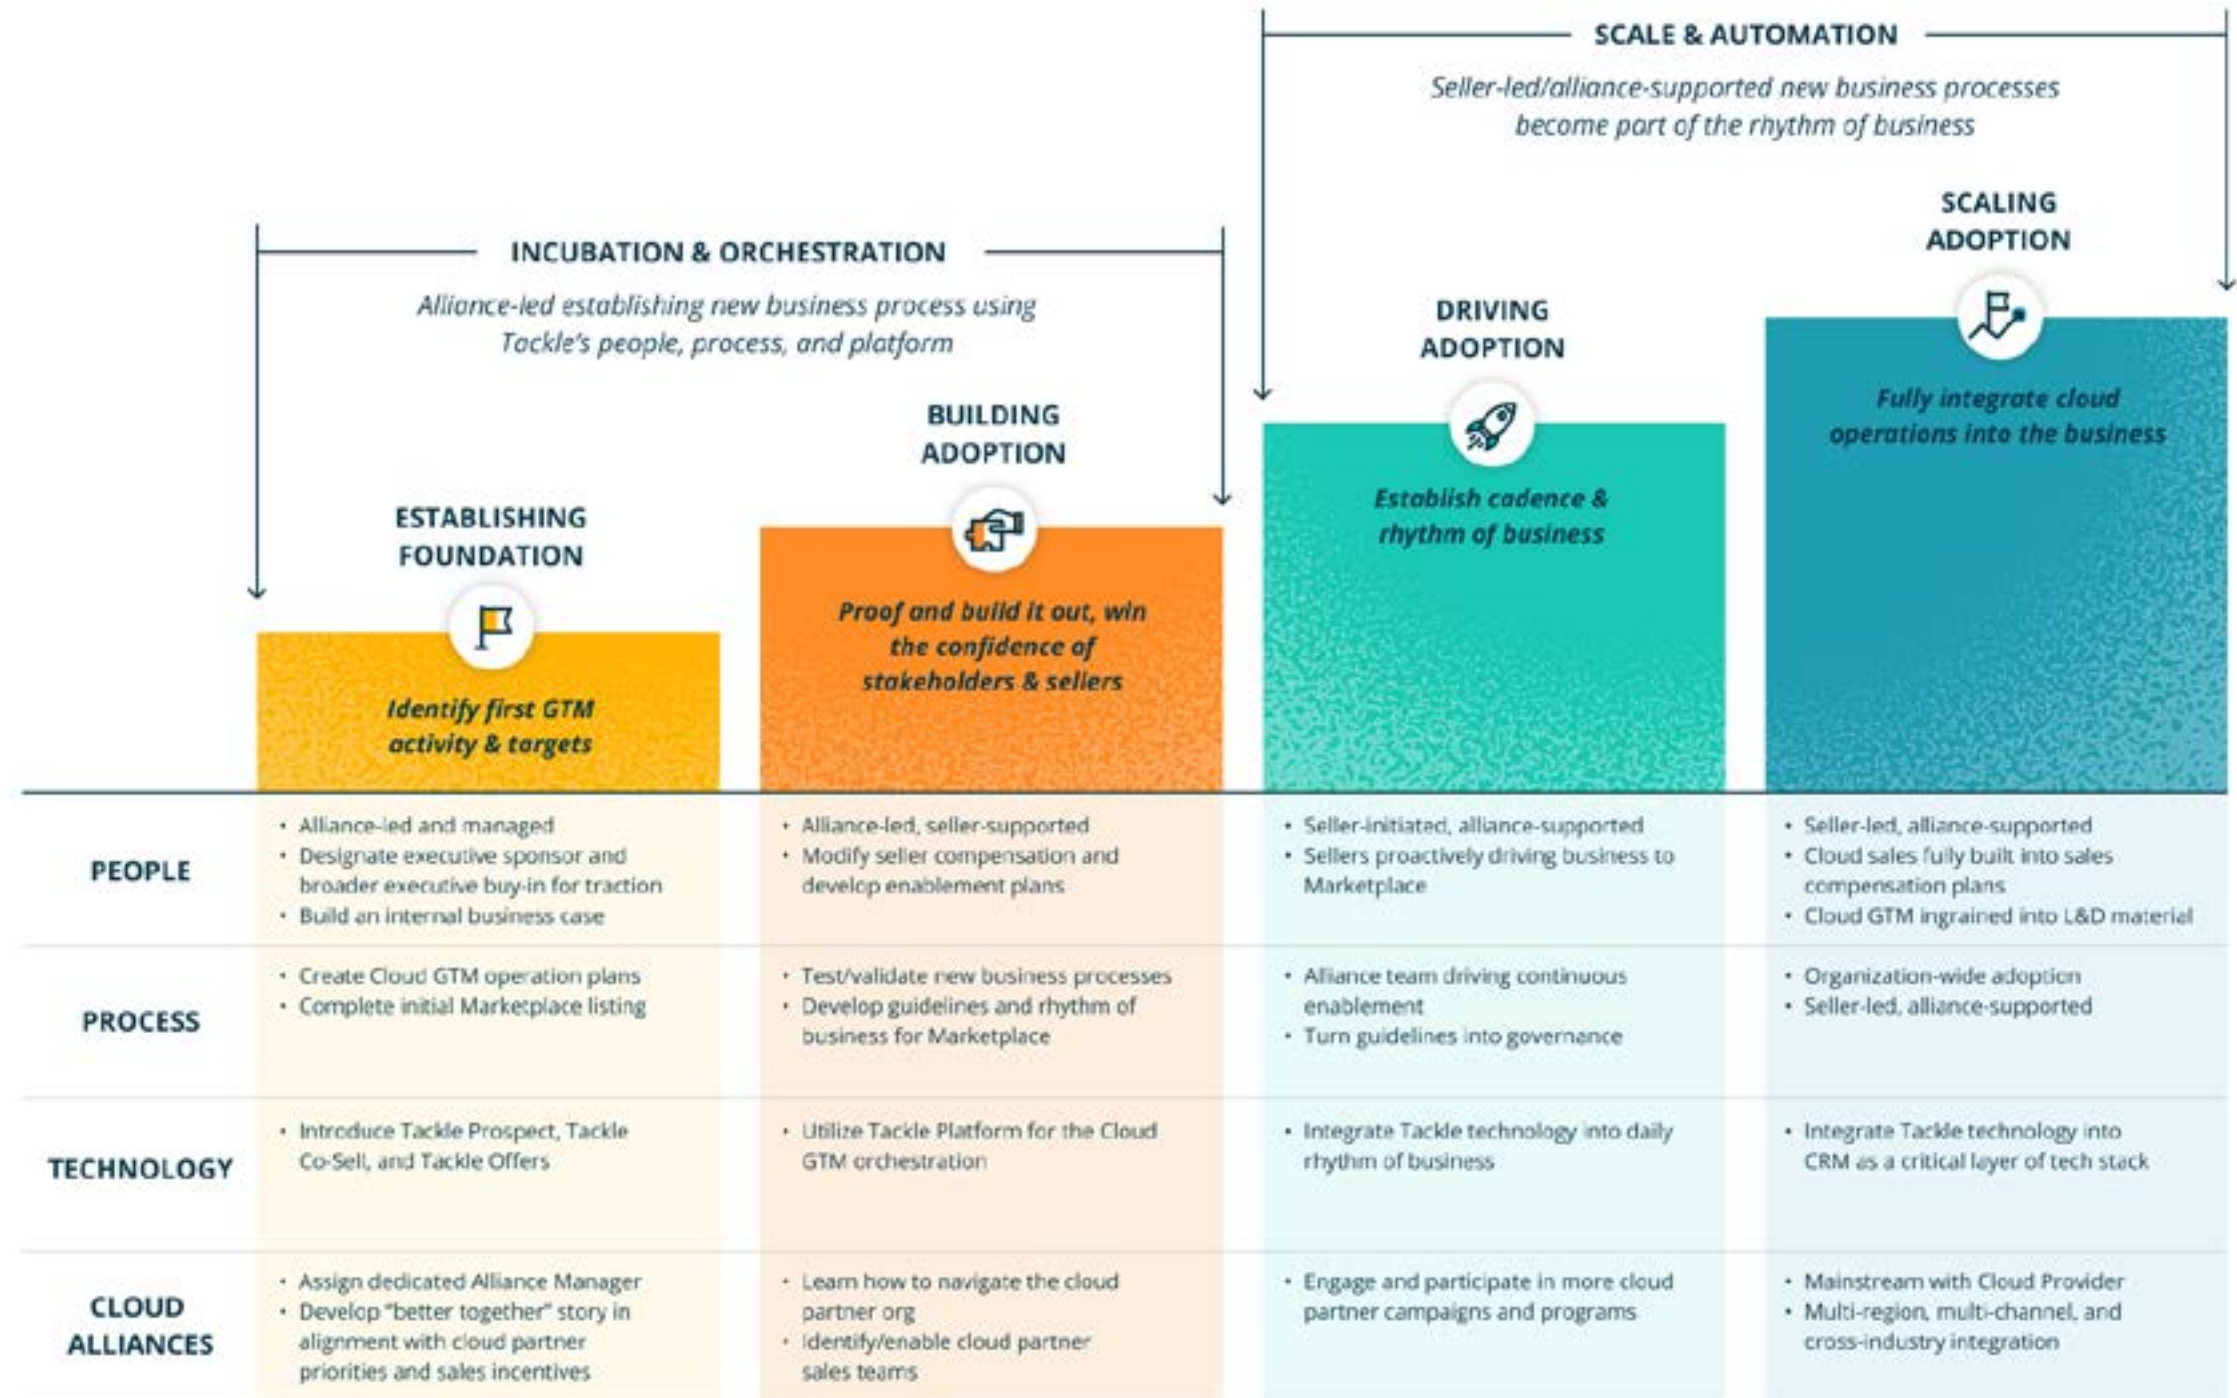 SCALE & AUTOMATION
Seller-led/alliance-supported new business processes
become part of the rhythm of business
INCUBATION & ORCHESTRATION
Alliance-led establishing new business process using
Tackle's people, process, and platform
ESTABLISHING
FOUNDATION
Identify first GTM
activity & targets
BUILDING
ADOPTION
Proof and build it out, win
the confidence of
stakeholders & sellers
DRIVING
ADOPTION
Establish cadence &
rhythm of business
SCALING
ADOPTION
Fully integrate cloud
operations into the business
PEOPLE
• Alliance-led and managed
• Designate executive sponsor and
broader executive buy-in for traction
• Build an internal business case
• Alliance-led, seller-supported
• Modify seller compensation and
develop enablement plans
• Seller-initiated, alliance-supported
• Sellers proactively driving business to
Marketplace
• Seller-led, alliance-supported
• Cloud sales fully built into sales
compensation plans
• Cloud GTM ingrained into L&D material
PROCESS
• Create Cloud GTM operation plans
• Complete initial Marketplace listing
• Test/validate new business processes
• Develop guidelines and rhythm of
business for Marketplace
• Alliance team driving continuous
enablement
• Turn guidelines into governance
• Organization-wide adoption
• Seller-led, alliance-supported
TECHNOLOGY
• Introduce Tackle Prospect, Tackle
Co-Sell, and Tackle Offers
• Utilize Tackle Platform for the Cloud
GTM orchestration
• Integrate Tackle technology into daily
rhythm of business
• Integrate Tackle technology into
CRM as a critical layer of tech stack
CLOUD
ALLIANCES
• Assign dedicated Alliance Manager
• Develop "better together" story in
alignment with cloud partner
priorities and sales incentives
• Learn how to navigate the cloud
partner org
• Identify/enable cloud partner
sales teams
• Engage and participate in more cloud
partner campaigns and programs
• Mainstream with Cloud Provider
• Multi-region, multi-channel, and
cross-industry integration